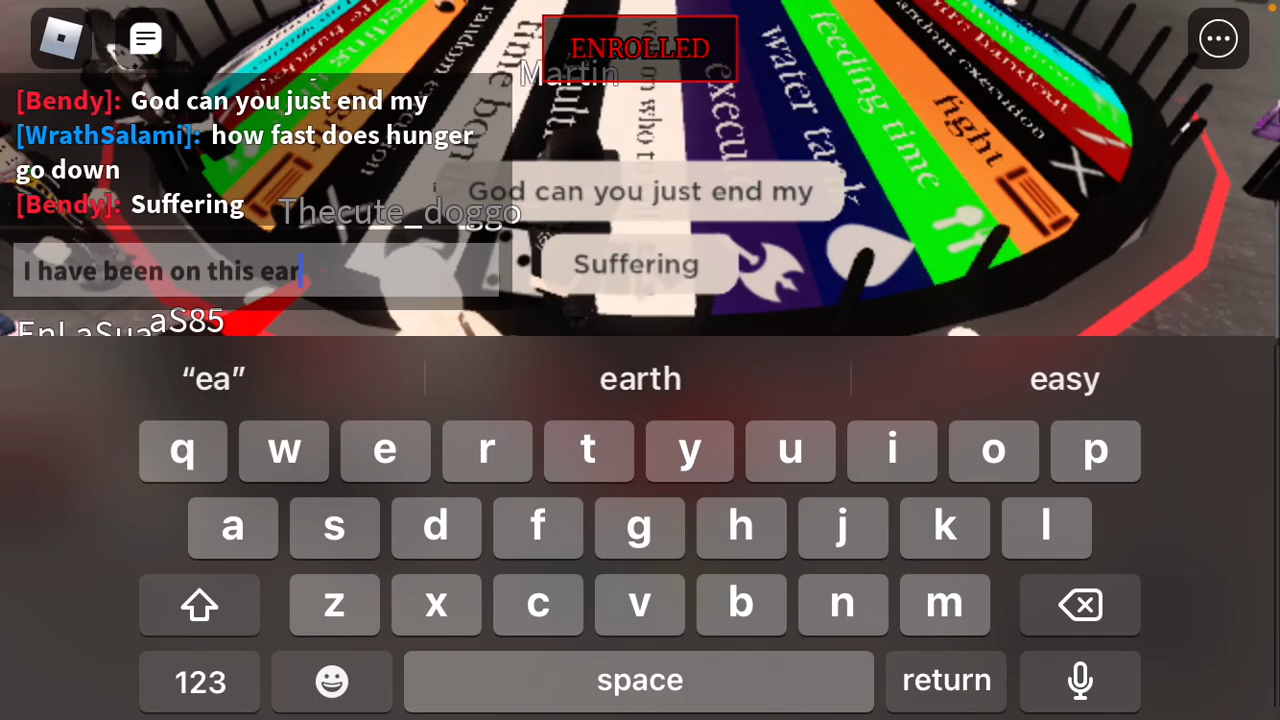 ENROLLED
Martin
[Bendy]: God can you just end my
[WrathSalami]: how fast does hunger
go down
[Bendy]: Suffering
Thecute_doggo
I have been on this ear
aS85
EnLaSua
God can you just end my
Suffering
water tank
feeding time
fight
random execution
“ea”
earth
easy
q w e r t y u i o p
a s d f g h j k l
z x c v b n m
123
space
return